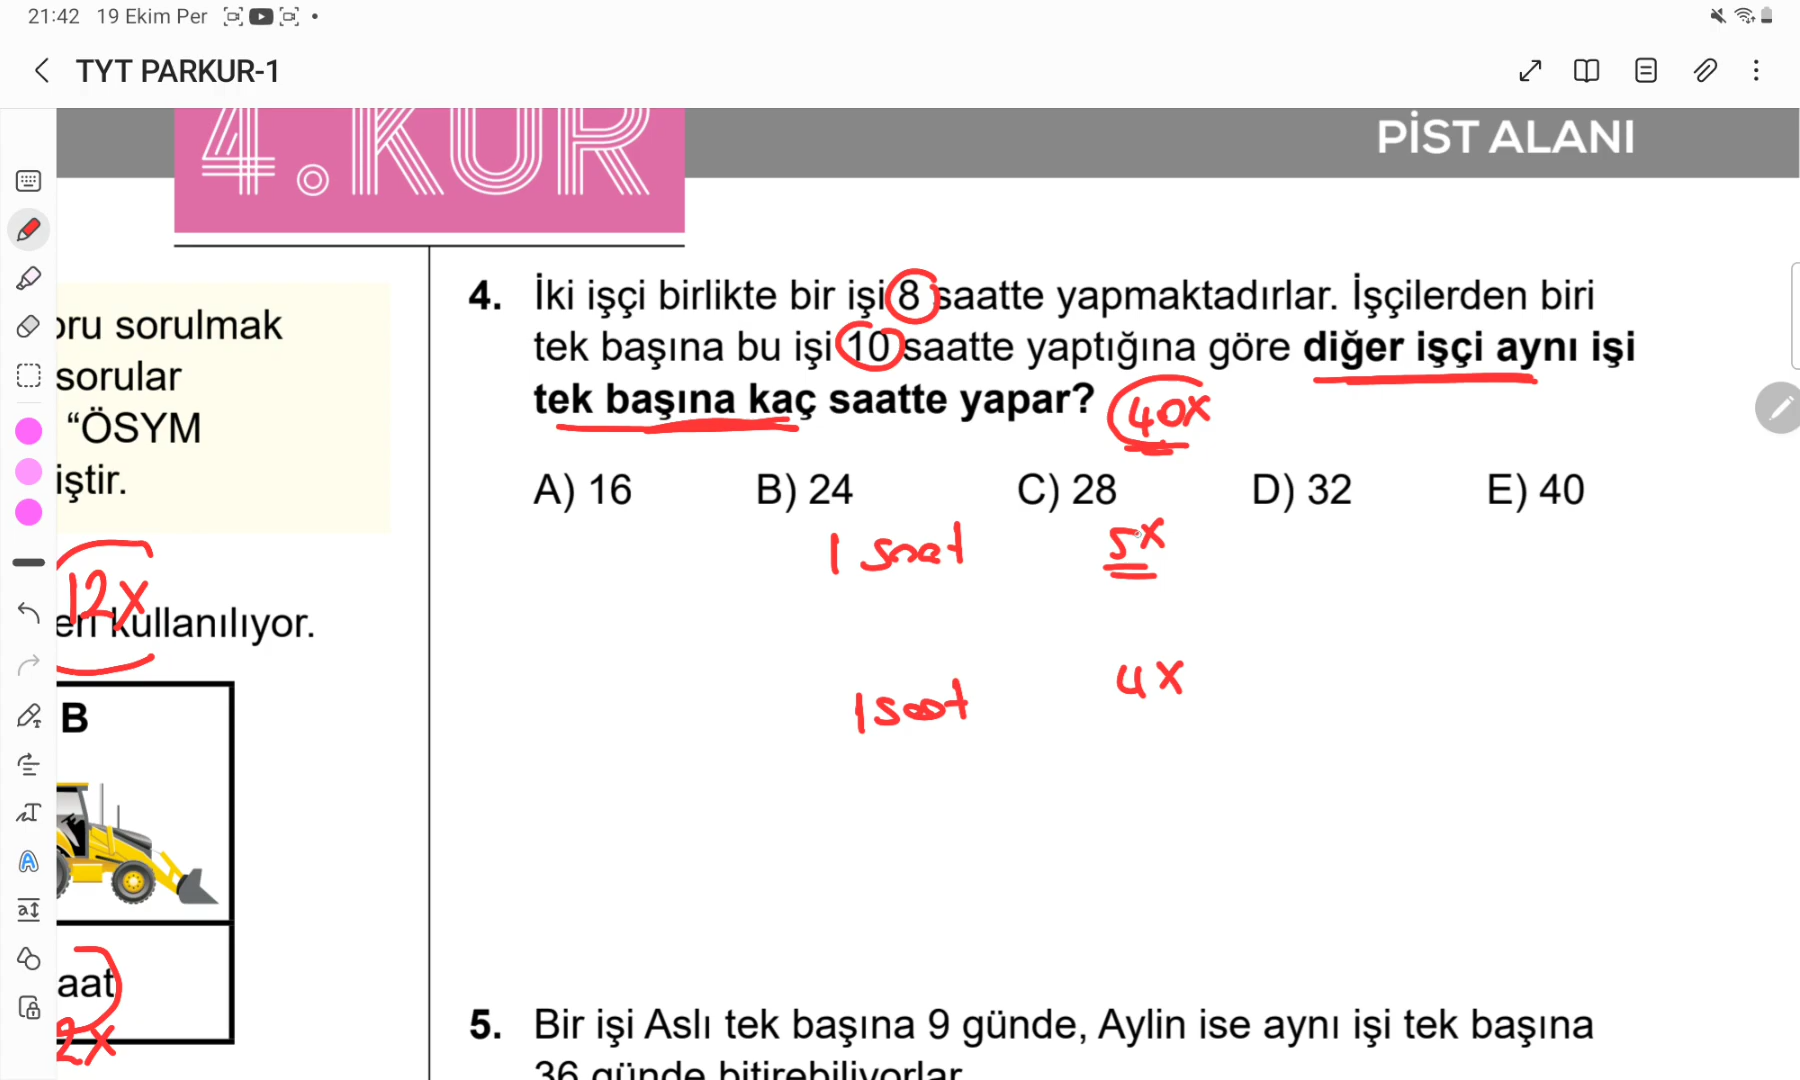 21:42 19 Ekim Per
TYT PARKUR-1
4.KUR
PİST ALANI
oru sorulmak
sorular
“ÖSYM
iştir.
12x
en kullanılıyor.
B
aat
2x
4. İki işçi birlikte bir işi 8 saatte yapmaktadırlar. İşçilerden biri
tek başına bu işi 10 saatte yaptığına göre diğer işçi aynı işi
tek başına kaç saatte yapar? 40x
A) 16 B) 24 C) 28 D) 32 E) 40
1 saat 5x
1 saat 4x
5. Bir işi Aslı tek başına 9 günde, Aylin ise aynı işi tek başına
36 günde bitirebiliyorlar